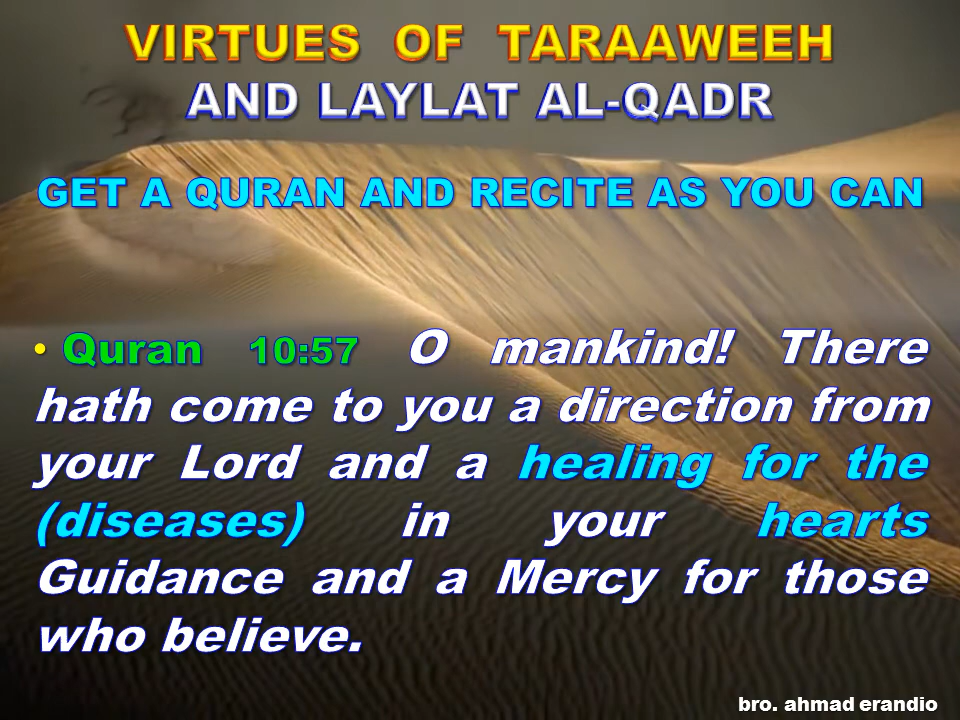 VIRTUES OF TARAAWEEH
AND LAYLAT AL-QADR
GET A QURAN AND RECITE AS YOU CAN
• Quran 10:57 O mankind! There
hath come to you a direction from
your Lord and a healing for the
(diseases) in your hearts
Guidance and a Mercy for those
who believe.
bro. ahmad erandio